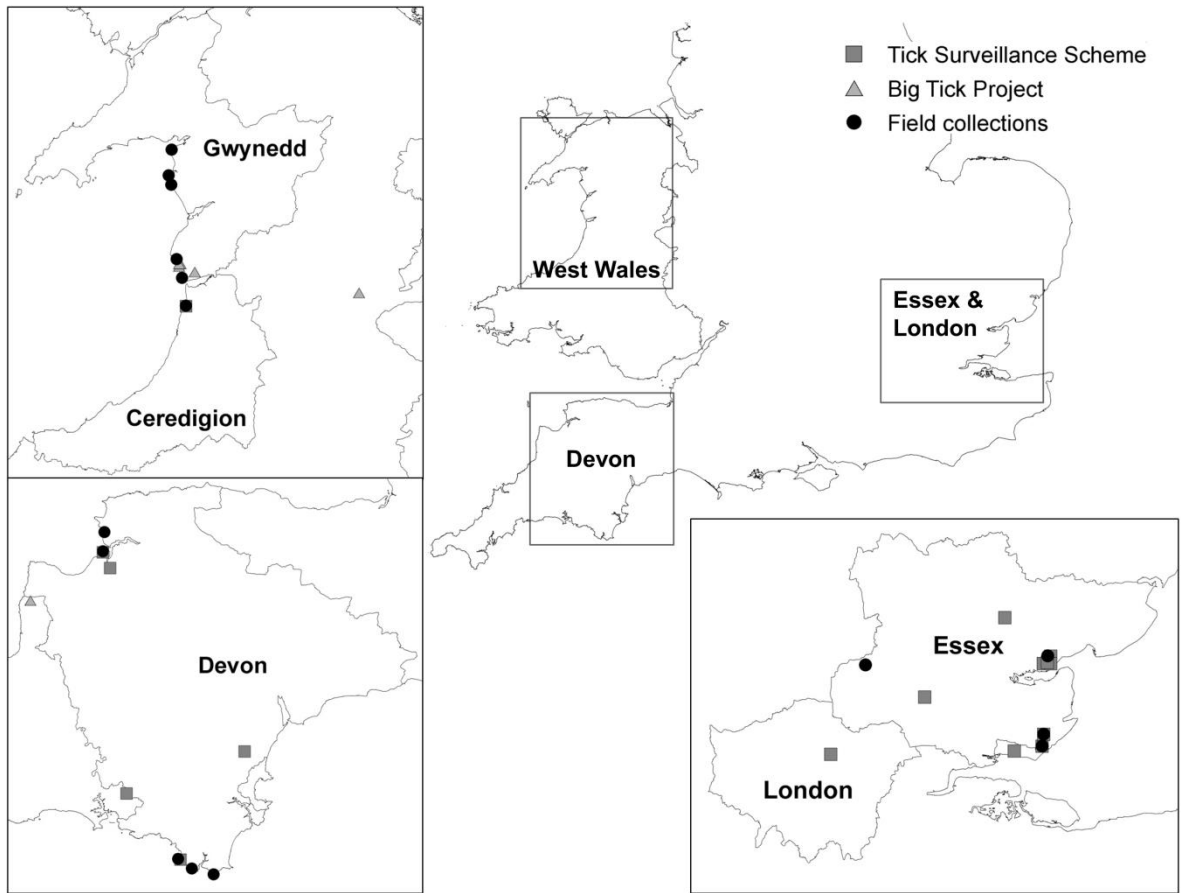 Gwynedd
Ceredigion
Devon
West Wales
Devon
Essex &
London
Tick Surveillance Scheme
Big Tick Project
Field collections
Essex
London